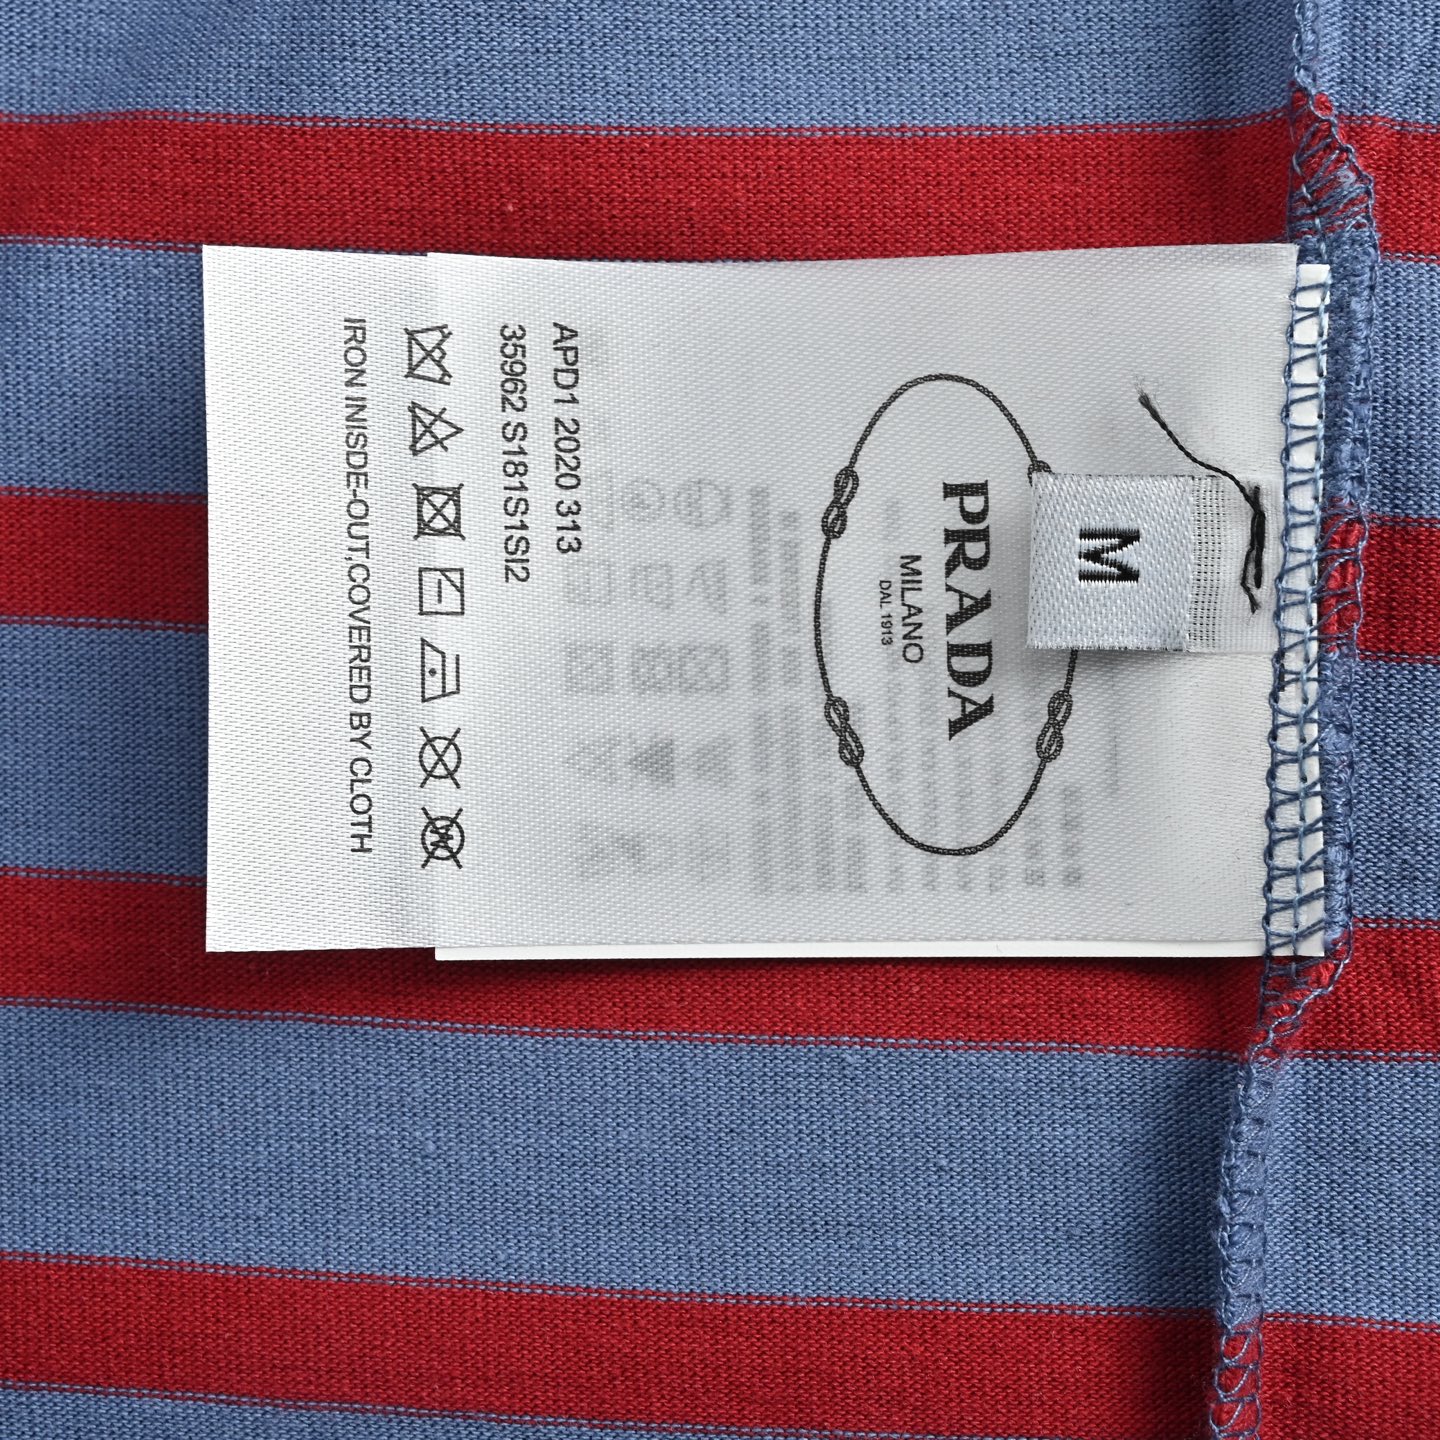 M
PRADA
MILANO
DAL 1913
APD1 2020 313
35962 S181S1SI2
IRON INISDE-OUT,COVERED BY CLOTH